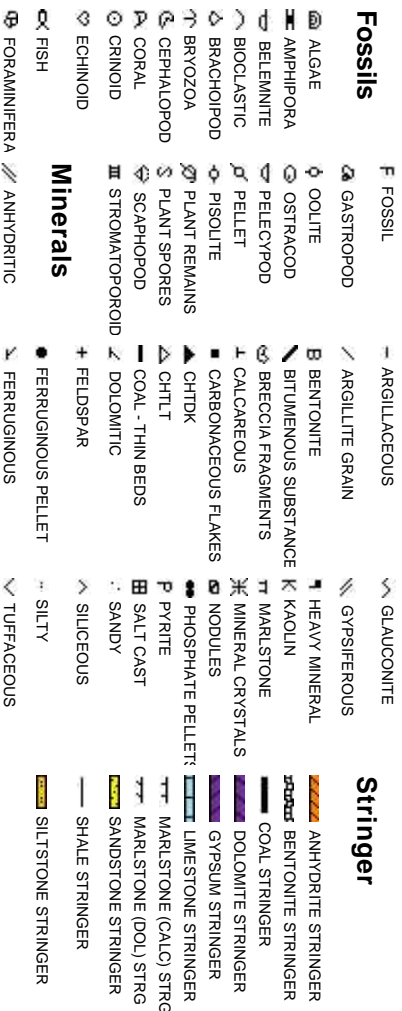 Fossils
ALGAE
AMPHIPORA
BELEMNITE
BIOCLASTIC
BRACHOIPOD
BRYOZOA
CEPHALOPOD
CORAL
CRINOID
ECHINOID
FISH
FORAMINIFERA
F FOSSIL
GASTROPOD
OOLITE
OSTRACOD
PELECYPOD
PELLET
PISOLITE
PLANT REMAINS
PLANT SPORES
SCAPHOPOD
STROMATOPOROID
Minerals
ANHYDRITIC
ARGILLACEOUS
ARGILLITE GRAIN
B BENTONITE
BITUMENOUS SUBSTANCE
BRECCIA FRAGMENTS
CALCAREOUS
CARBONACEOUS FLAKES
CHTDK
CHTLT
COAL - THIN BEDS
DOLOMITIC
FELDSPAR
FERRUGINOUS PELLET
FERRUGINOUS
GLAUCONITE
GYPSIFEROUS
HEAVY MINERAL
K KAOLIN
MARLSTONE
MINERAL CRYSTALS
NODULES
PHOSPHATE PELLETS
P PYRITE
SALT CAST
SANDY
SILICEOUS
SILTY
TUFFACEOUS
Stringer
ANHYDRITE STRINGER
BENTONITE STRINGER
COAL STRINGER
DOLOMITE STRINGER
GYPSUM STRINGER
LIMESTONE STRINGER
MARLSTONE (CALC) STRG
MARLSTONE (DOL) STRG
SANDSTONE STRINGER
SHALE STRINGER
SILTSTONE STRINGER